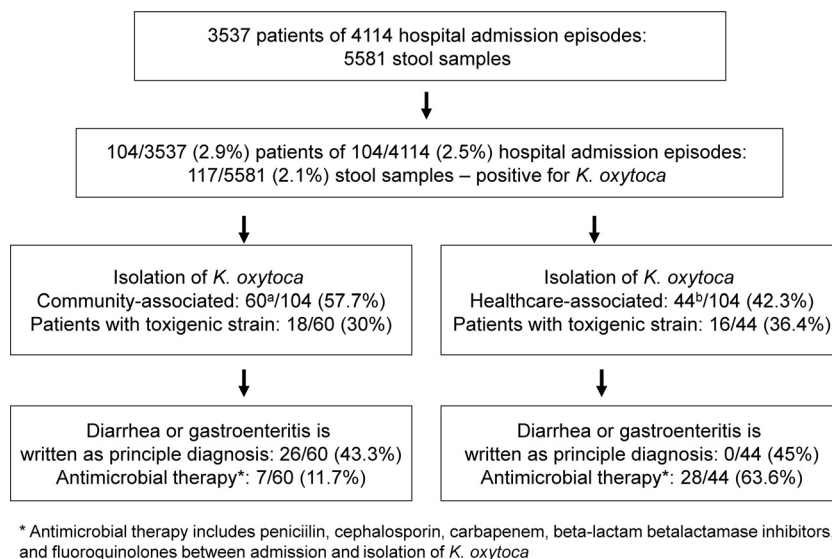 3537 patients of 4114 hospital admission episodes:
5581 stool samples
104/3537 (2.9%) patients of 104/4114 (2.5%) hospital admission episodes:
117/5581 (2.1%) stool samples – positive for K. oxytoca
Isolation of K. oxytoca
Community-associated: 60ᵃ/104 (57.7%)
Patients with toxigenic strain: 18/60 (30%)
Isolation of K. oxytoca
Healthcare-associated: 44ᵇ/104 (42.3%)
Patients with toxigenic strain: 16/44 (36.4%)
Diarrhea or gastroenteritis is
written as principle diagnosis: 26/60 (43.3%)
Antimicrobial therapy*: 7/60 (11.7%)
Diarrhea or gastroenteritis is
written as principle diagnosis: 0/44 (45%)
Antimicrobial therapy*: 28/44 (63.6%)
* Antimicrobial therapy includes peniciilin, cephalosporin, carbapenem, beta-lactam betalactamase inhibitors
and fluoroquinolones between admission and isolation of K. oxytoca